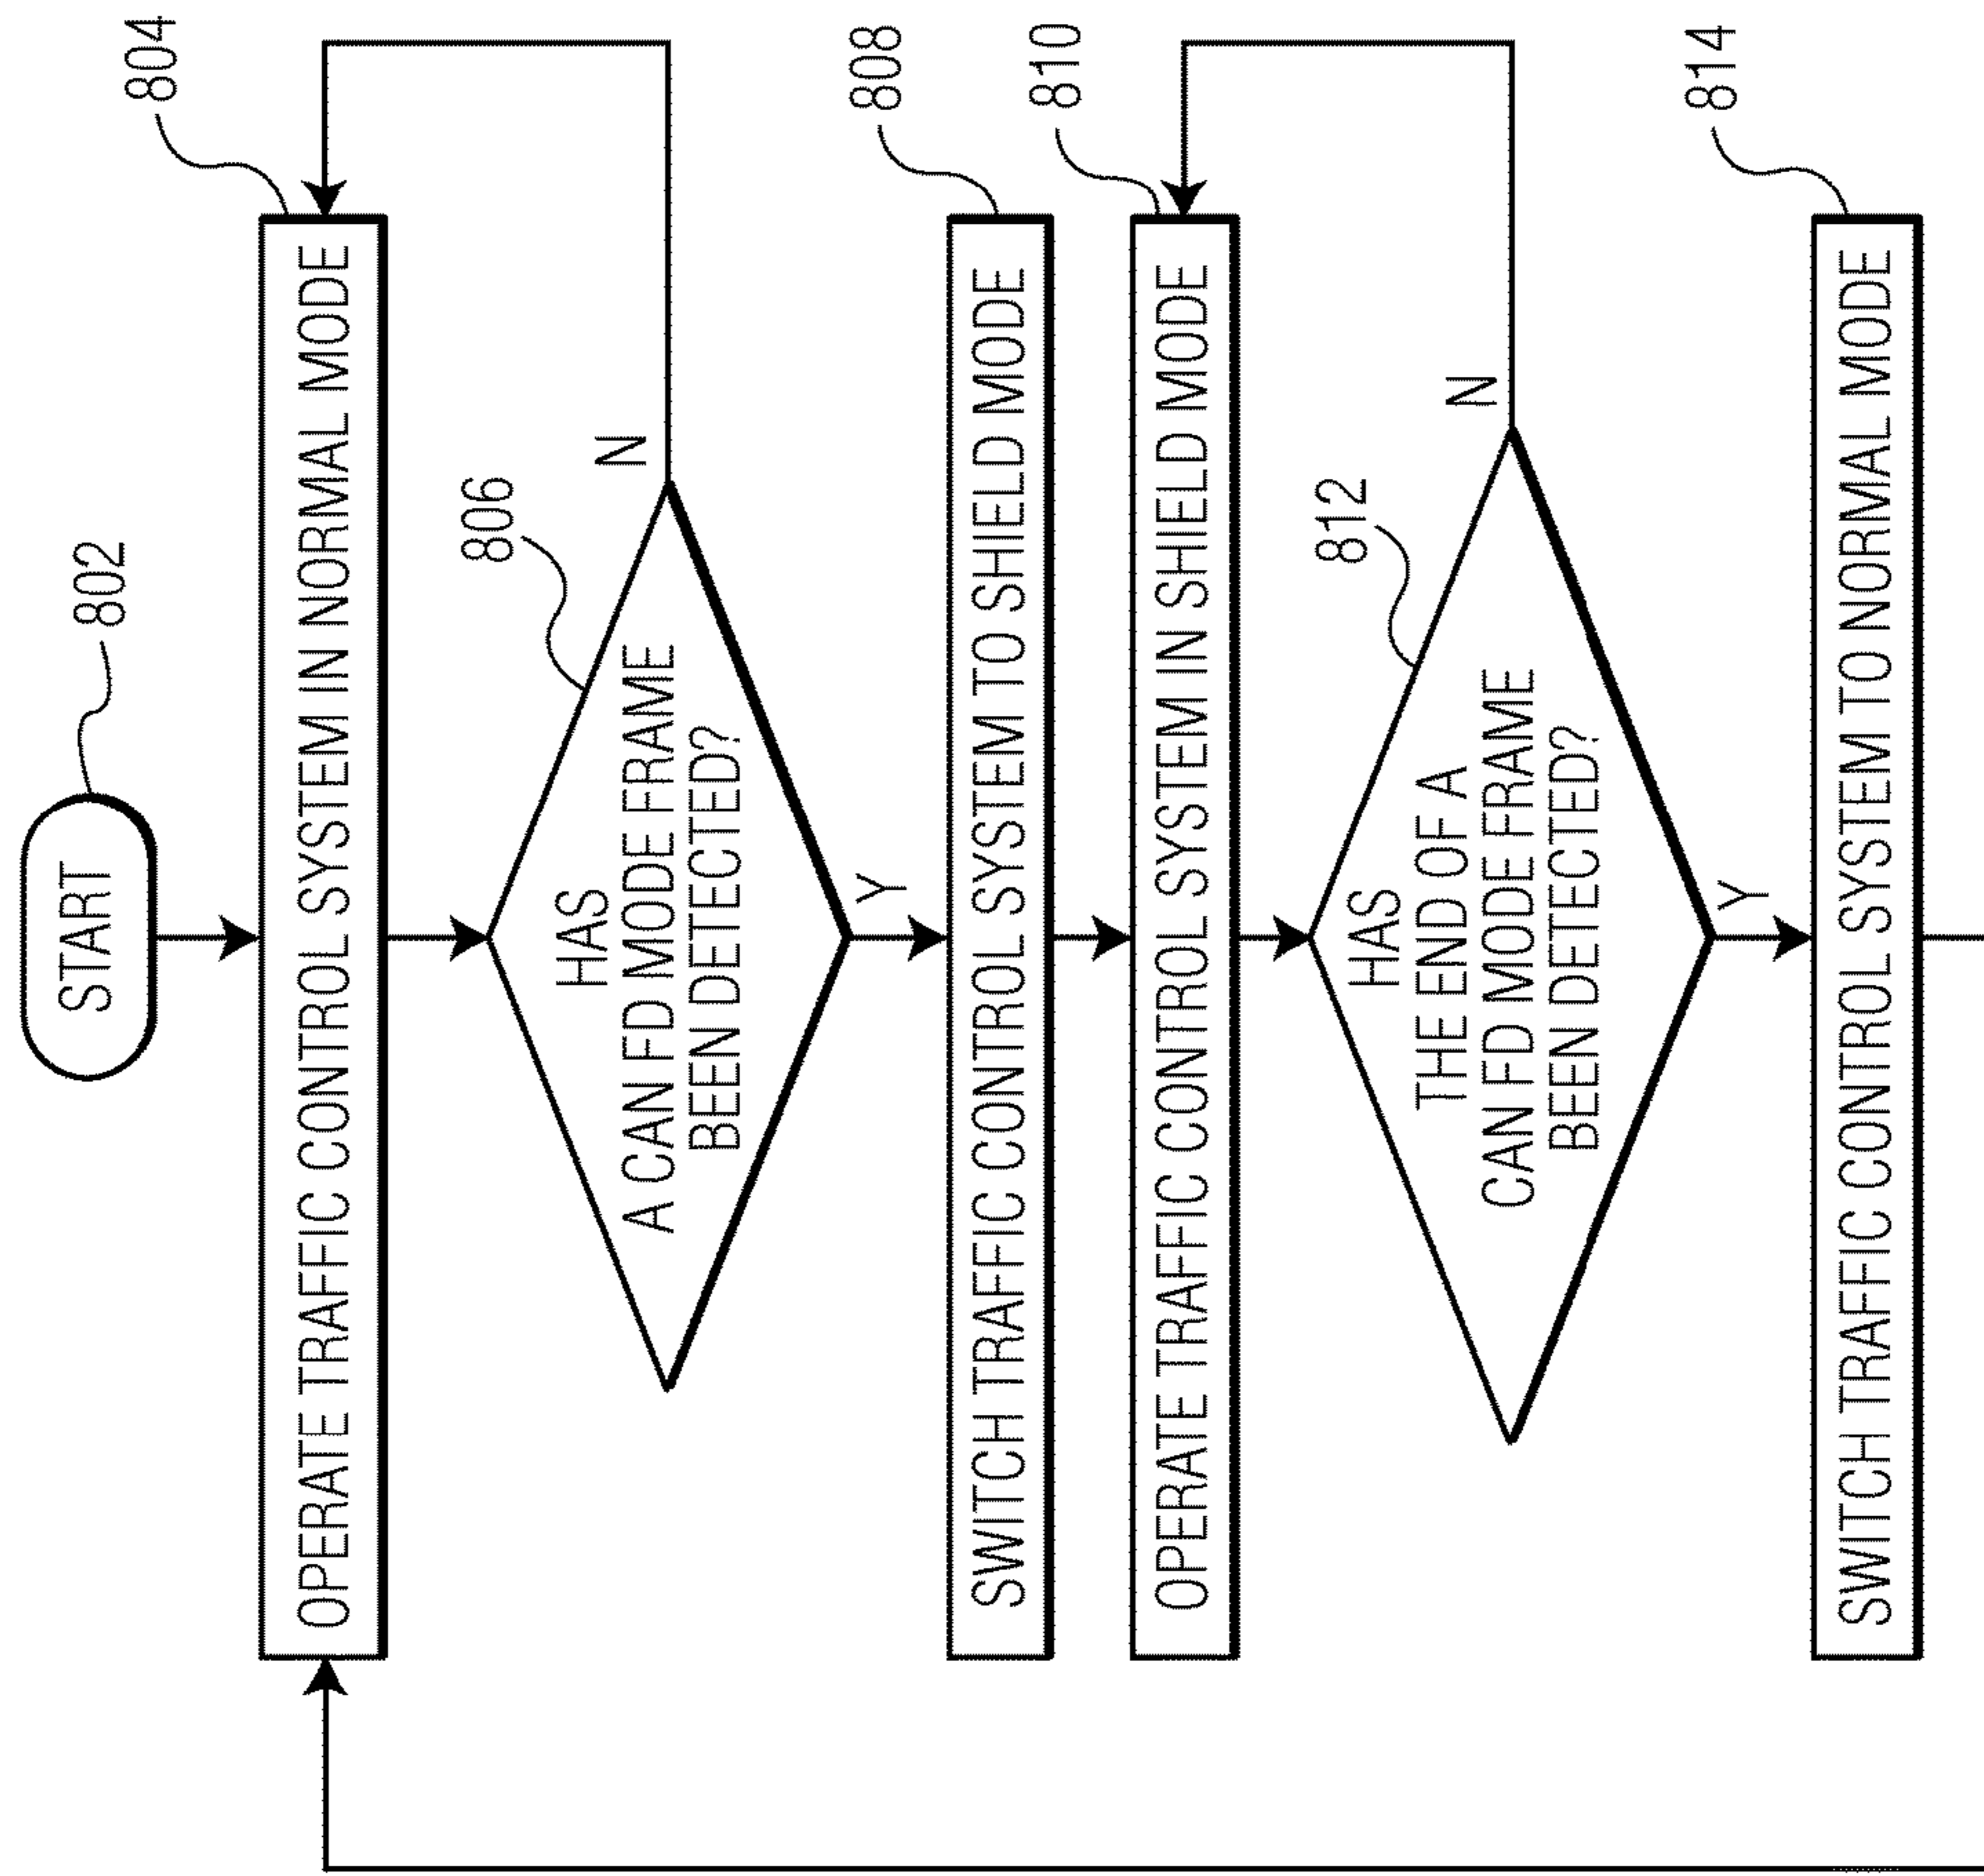 START
802
804
OPERATE TRAFFIC CONTROL SYSTEM IN NORMAL MODE
806
HAS
A CAN FD MODE FRAME
BEEN DETECTED?
N
Y
808
SWITCH TRAFFIC CONTROL SYSTEM TO SHIELD MODE
810
OPERATE TRAFFIC CONTROL SYSTEM IN SHIELD MODE
812
HAS
THE END OF A
CAN FD MODE FRAME
BEEN DETECTED?
N
Y
814
SWITCH TRAFFIC CONTROL SYSTEM TO NORMAL MODE